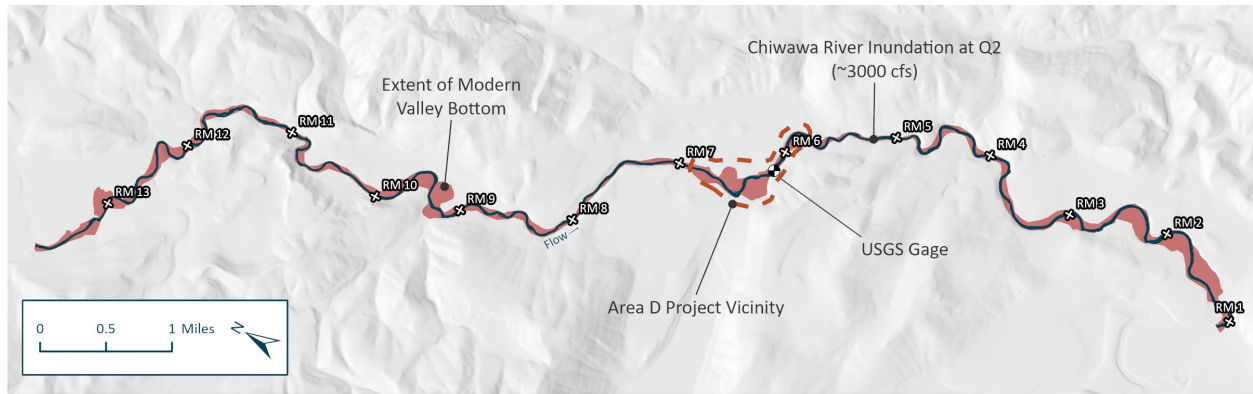 Chiwawa River Inundation at Q2
(~3000 cfs)
Extent of Modern
Valley Bottom
RM 13
RM 12
RM 11
RM 10
RM 9
RM 8
RM 7
RM 6
RM 5
RM 4
RM 3
RM 2
RM 1
Flow
USGS Gage
Area D Project Vicinity
0 0.5 1 Miles
N